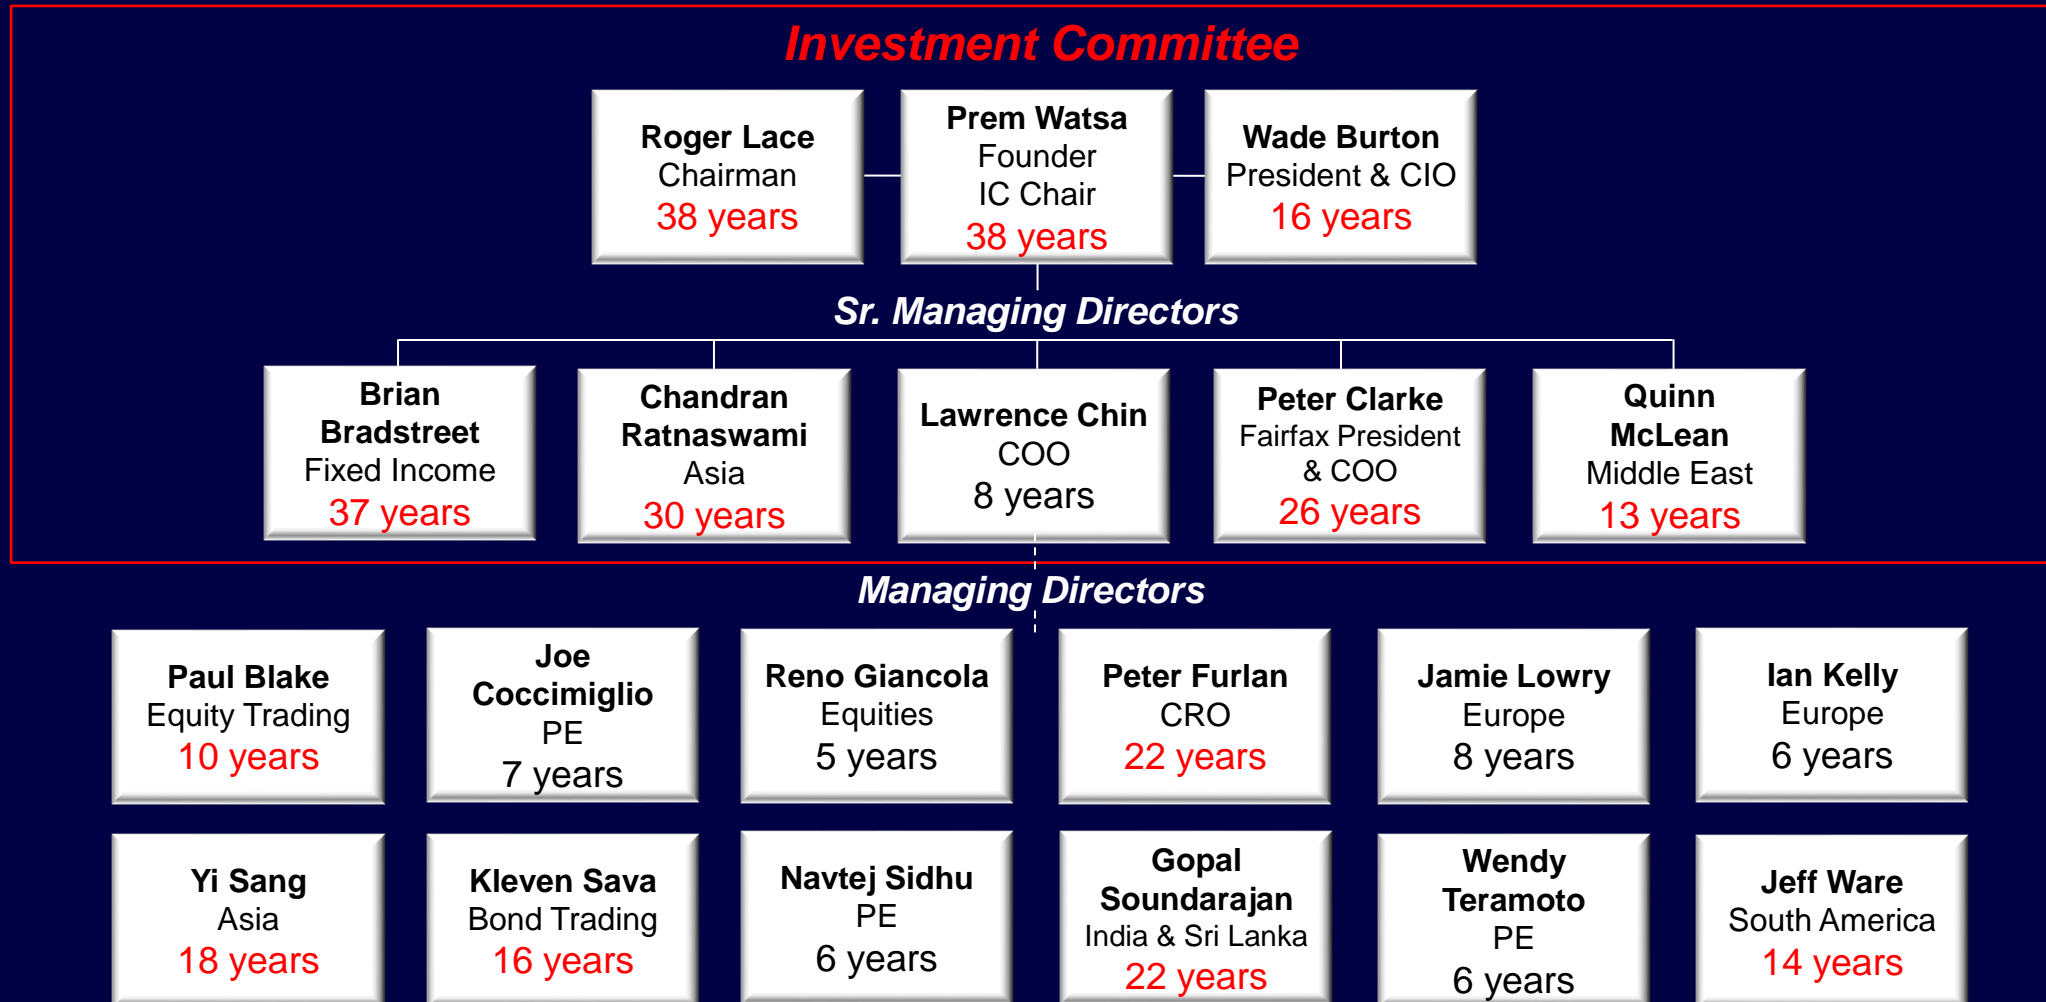 Investment Committee
Roger Lace
Chairman
38 years
Prem Watsa
Founder
IC Chair
38 years
Wade Burton
President & CIO
16 years
Sr. Managing Directors
Brian
Bradstreet
Fixed Income
37 years
Chandran
Ratnaswami
Asia
30 years
Lawrence Chin
COO
8 years
Peter Clarke
Fairfax President
& COO
26 years
Quinn
McLean
Middle East
13 years
Managing Directors
Paul Blake
Equity Trading
10 years
Joe
Coccimiglio
PE
7 years
Reno Giancola
Equities
5 years
Peter Furlan
CRO
22 years
Jamie Lowry
Europe
8 years
Ian Kelly
Europe
6 years
Yi Sang
Asia
18 years
Kleven Sava
Bond Trading
16 years
Navtej Sidhu
PE
6 years
Gopal
Soundarajan
India & Sri Lanka
22 years
Wendy
Teramoto
PE
6 years
Jeff Ware
South America
14 years